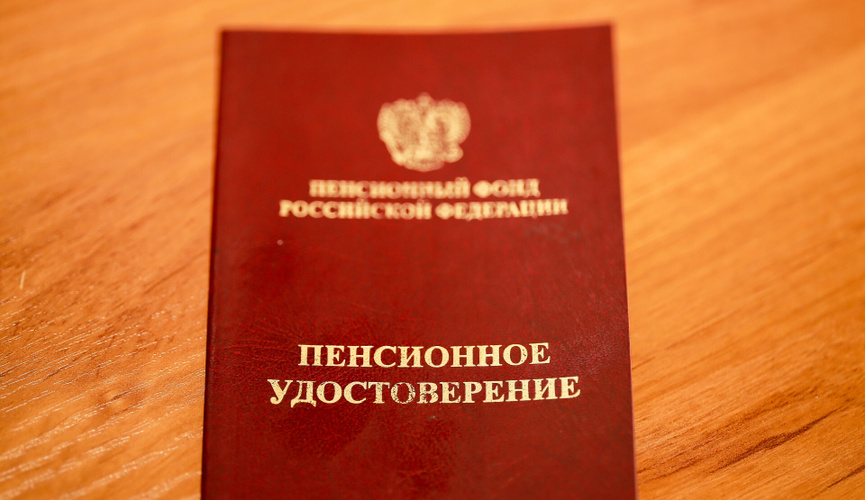 ПЕНСИОННЫЙ ФОНД
РОССИЙСКОЙ ФЕДЕРАЦИИ
ПЕНСИОННОЕ
УДОСТОВЕРЕНИЕ